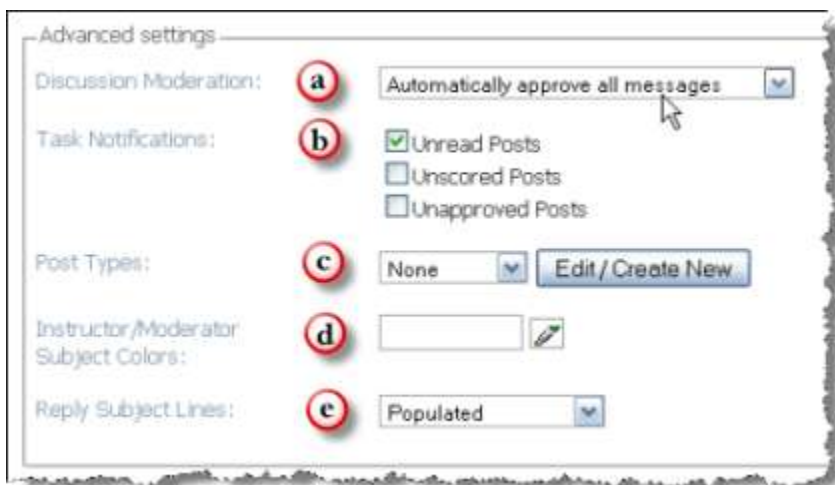 Advanced settings
Discussion Moderation: a Automatically approve all messages
Task Notifications: b Unread Posts
Unscored Posts
Unapproved Posts
Post Types: c None Edit / Create New
Instructor/Moderator
Subject Colors: d
Reply Subject Lines: e Populated